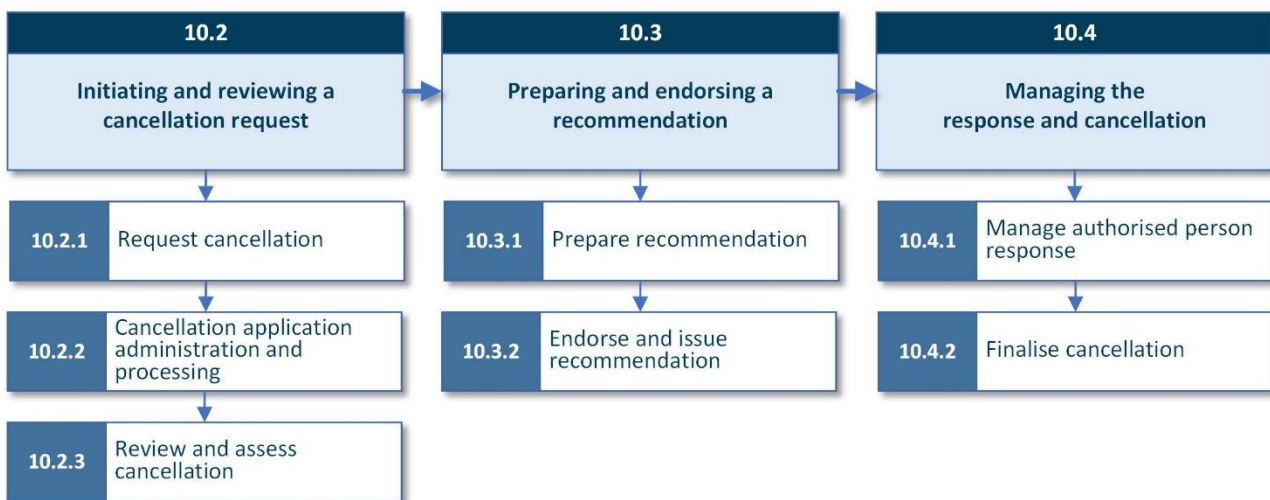 10.2
Initiating and reviewing a
cancellation request
10.2.1
Request cancellation
10.2.2
Cancellation application
administration and
processing
10.2.3
Review and assess
cancellation
10.3
Preparing and endorsing a
recommendation
10.3.1
Prepare recommendation
10.3.2
Endorse and issue
recommendation
10.4
Managing the
response and cancellation
10.4.1
Manage authorised person
response
10.4.2
Finalise cancellation